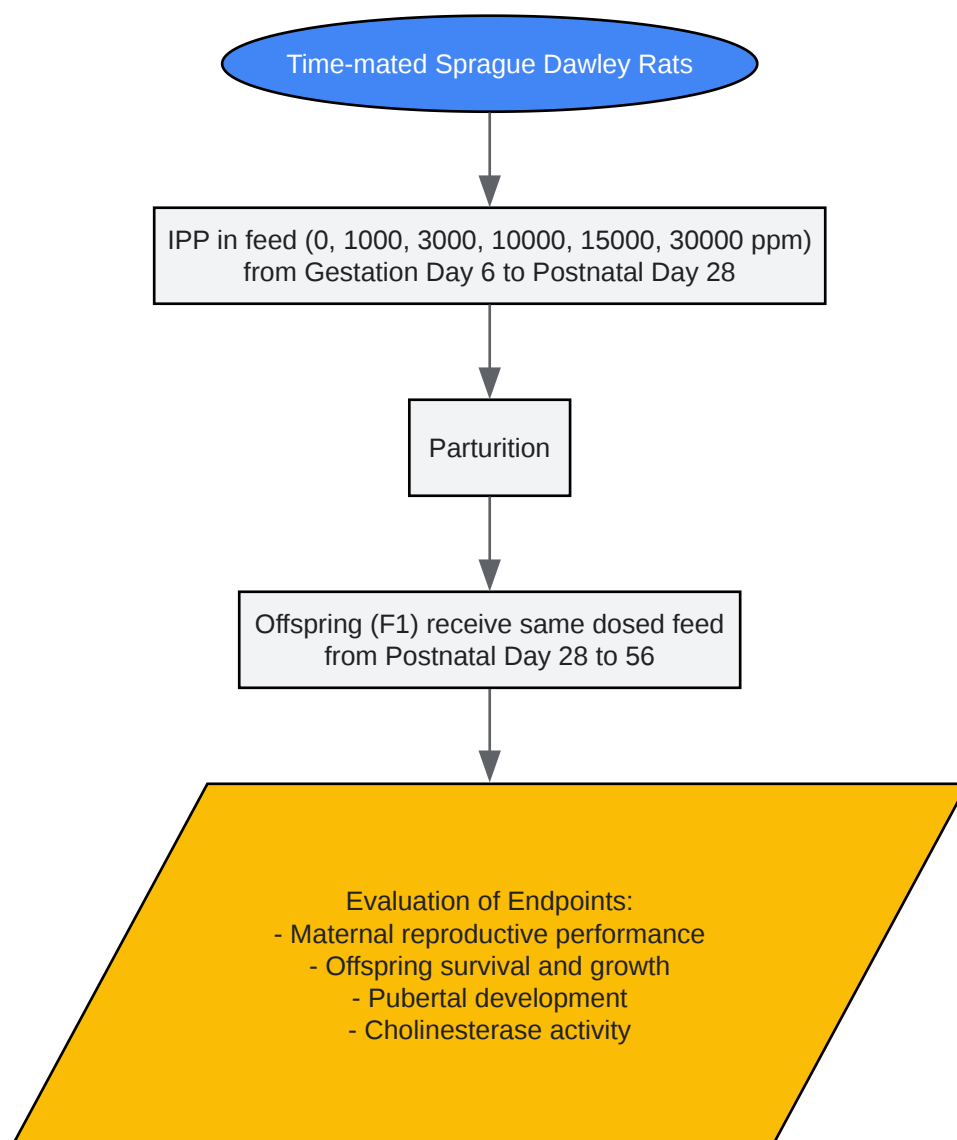 Time-mated Sprague Dawley Rats
IPP in feed (0, 1000, 3000, 10000, 15000, 30000 ppm)
from Gestation Day 6 to Postnatal Day 28
Parturition
Offspring (F1) receive same dosed feed
from Postnatal Day 28 to 56
Evaluation of Endpoints:
- Maternal reproductive performance
- Offspring survival and growth
- Pubertal development
- Cholinesterase activity